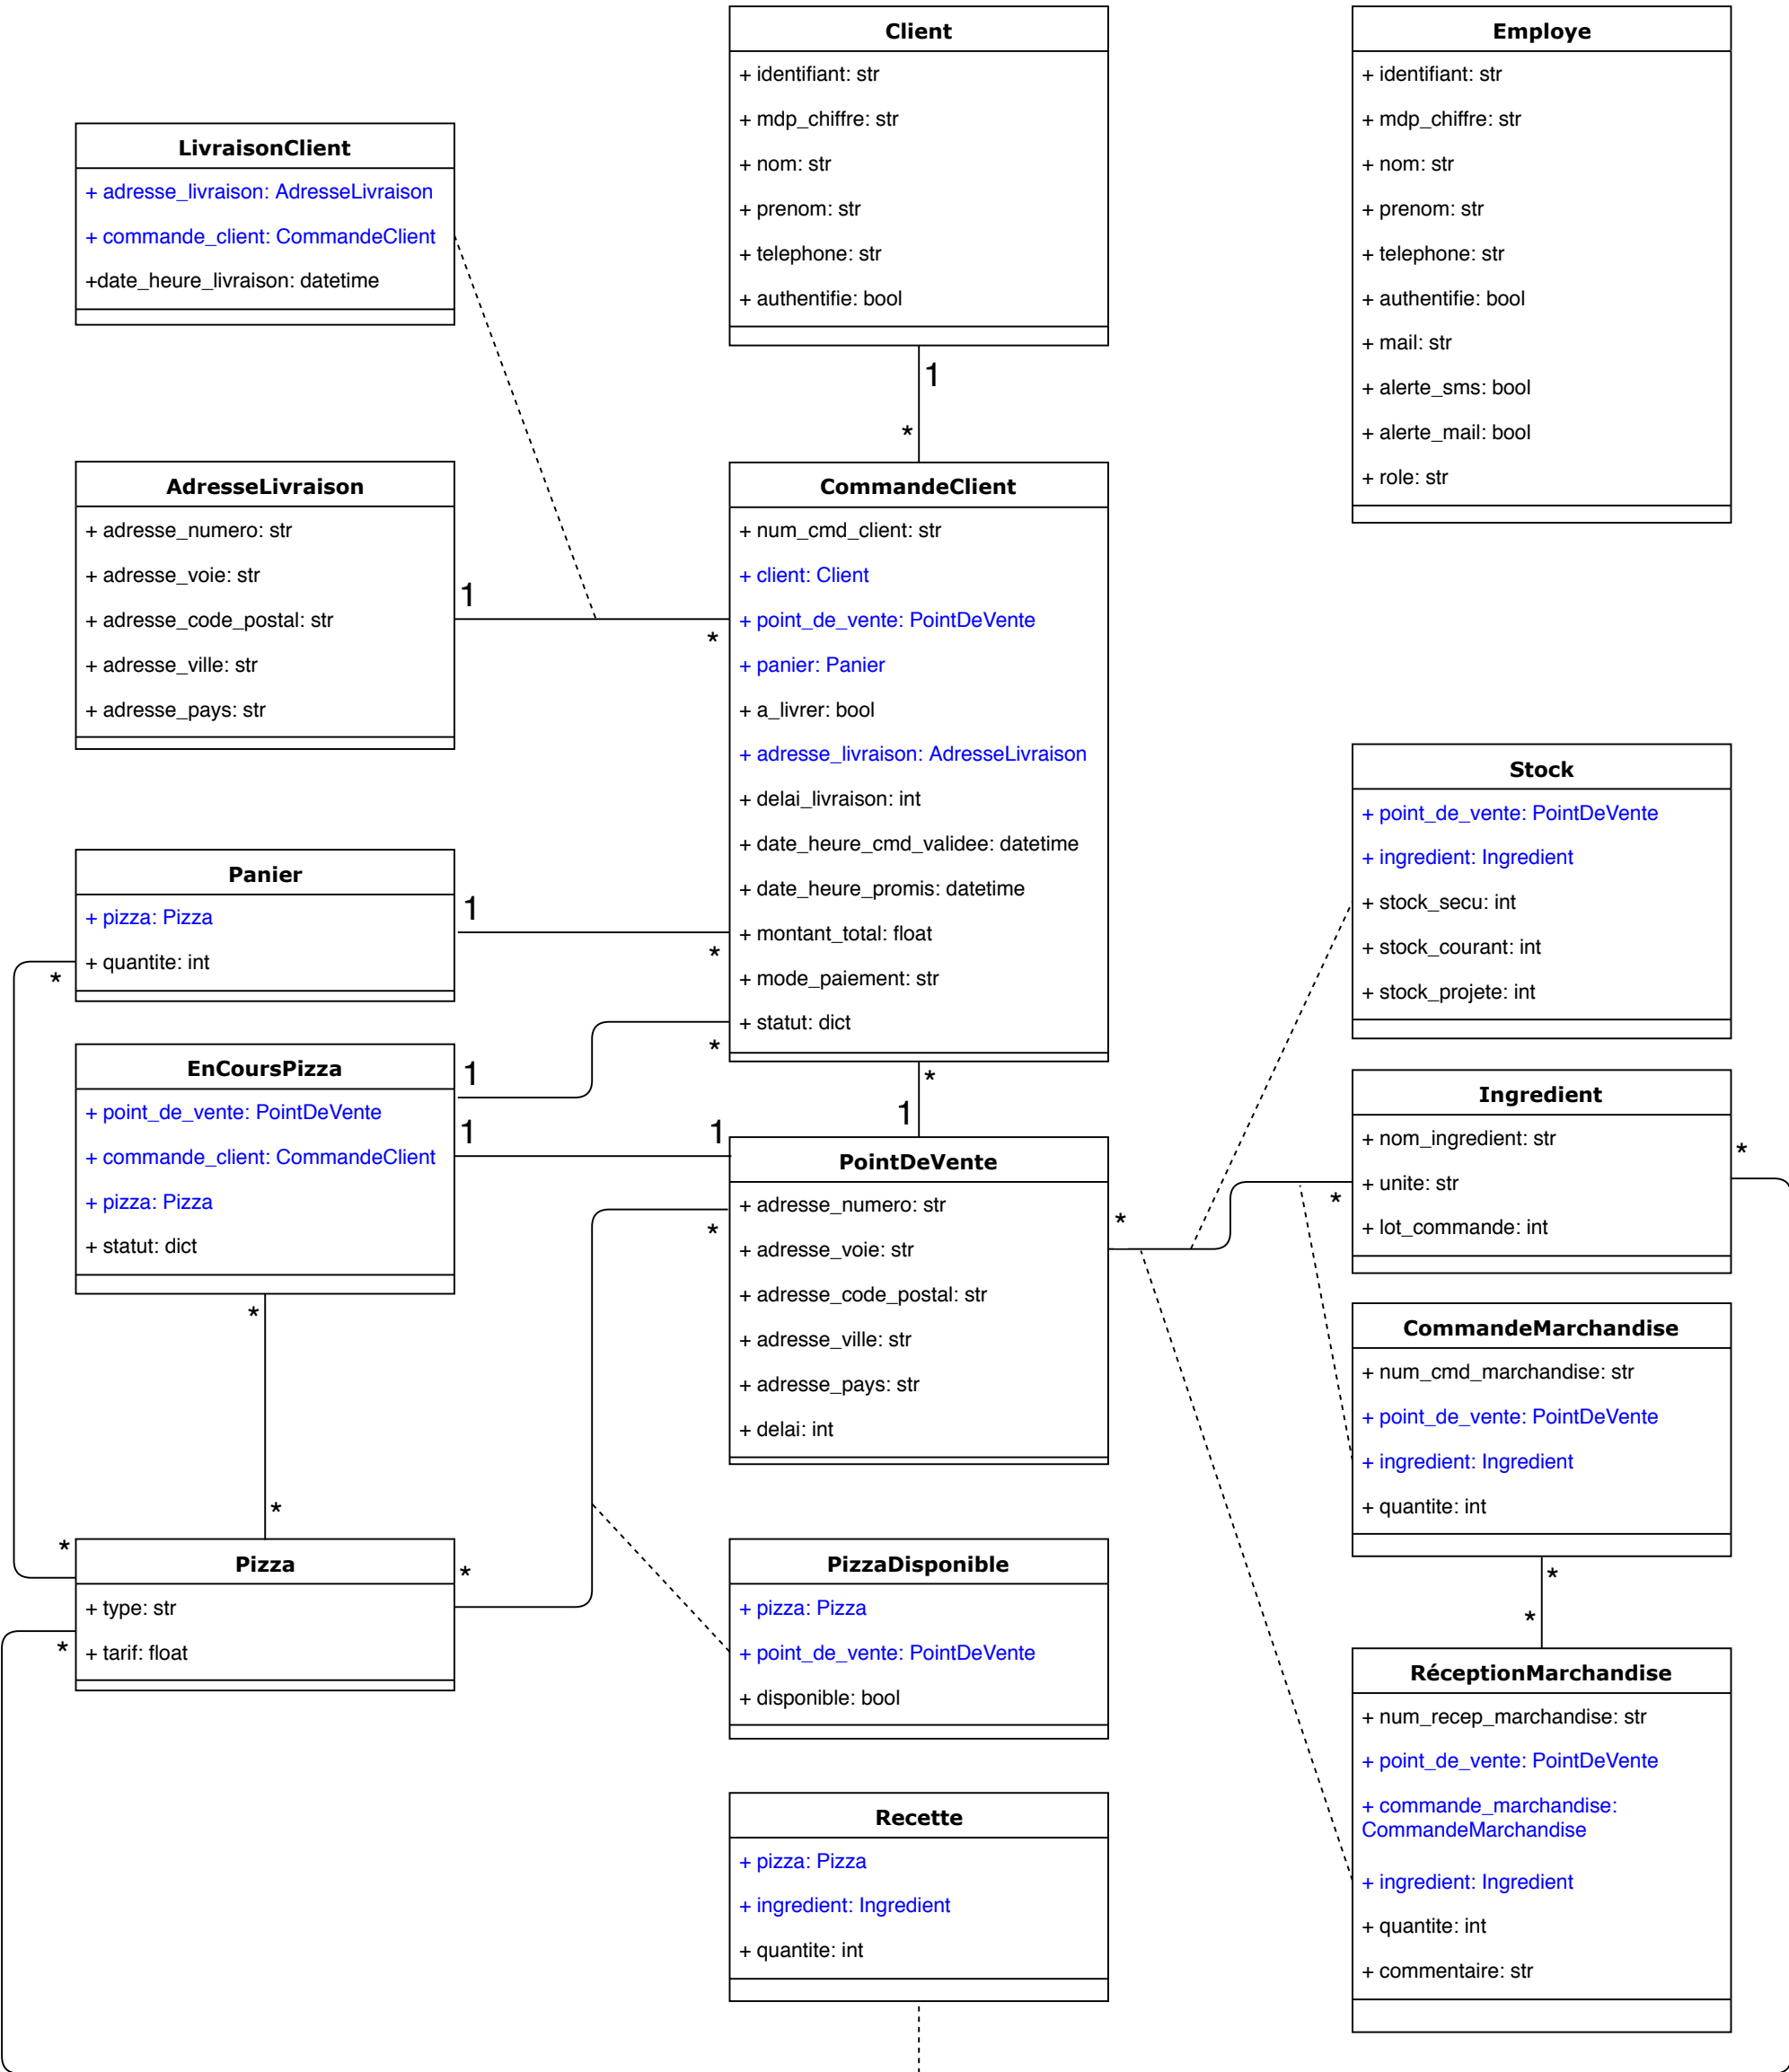 Client
+ identifiant: str
+ mdp_chiffre: str
+ nom: str
+ prenom: str
+ telephone: str
+ authentifie: bool
Employe
+ identifiant: str
+ mdp_chiffre: str
+ nom: str
+ prenom: str
+ telephone: str
+ authentifie: bool
+ mail: str
+ alerte_sms: bool
+ alerte_mail: bool
+ role: str
LivraisonClient
+ adresse_livraison: AdresseLivraison
+ commande_client: CommandeClient
+date_heure_livraison: datetime
1
*
AdresseLivraison
+ adresse_numero: str
+ adresse_voie: str
+ adresse_code_postal: str
+ adresse_ville: str
+ adresse_pays: str
1
*
CommandeClient
+ num_cmd_client: str
+ client: Client
+ point_de_vente: PointDeVente
+ panier: Panier
+ a_livrer: bool
+ adresse_livraison: AdresseLivraison
+ delai_livraison: int
+ date_heure_cmd_validee: datetime
+ date_heure_promis: datetime
+ montant_total: float
+ mode_paiement: str
+ statut: dict
Stock
+ point_de_vente: PointDeVente
+ ingredient: Ingredient
+ stock_secu: int
+ stock_courant: int
+ stock_projete: int
Panier
+ pizza: Pizza
+ quantite: int
1
*
*
EnCoursPizza
+ point_de_vente: PointDeVente
+ commande_client: CommandeClient
+ pizza: Pizza
+ statut: dict
1
*
1
1
*
1
Ingredient
+ nom_ingredient: str
+ unite: str
+ lot_commande: int
*
*
*
PointDeVente
+ adresse_numero: str
+ adresse_voie: str
+ adresse_code_postal: str
+ adresse_ville: str
+ adresse_pays: str
+ delai: int
*
*
*
CommandeMarchandise
+ num_cmd_marchandise: str
+ point_de_vente: PointDeVente
+ ingredient: Ingredient
+ quantite: int
*
*
Pizza
+ type: str
+ tarif: float
*
*
*
PizzaDisponible
+ pizza: Pizza
+ point_de_vente: PointDeVente
+ disponible: bool
RéceptionMarchandise
+ num_recep_marchandise: str
+ point_de_vente: PointDeVente
+ commande_marchandise:
CommandeMarchandise
+ ingredient: Ingredient
+ quantite: int
+ commentaire: str
Recette
+ pizza: Pizza
+ ingredient: Ingredient
+ quantite: int